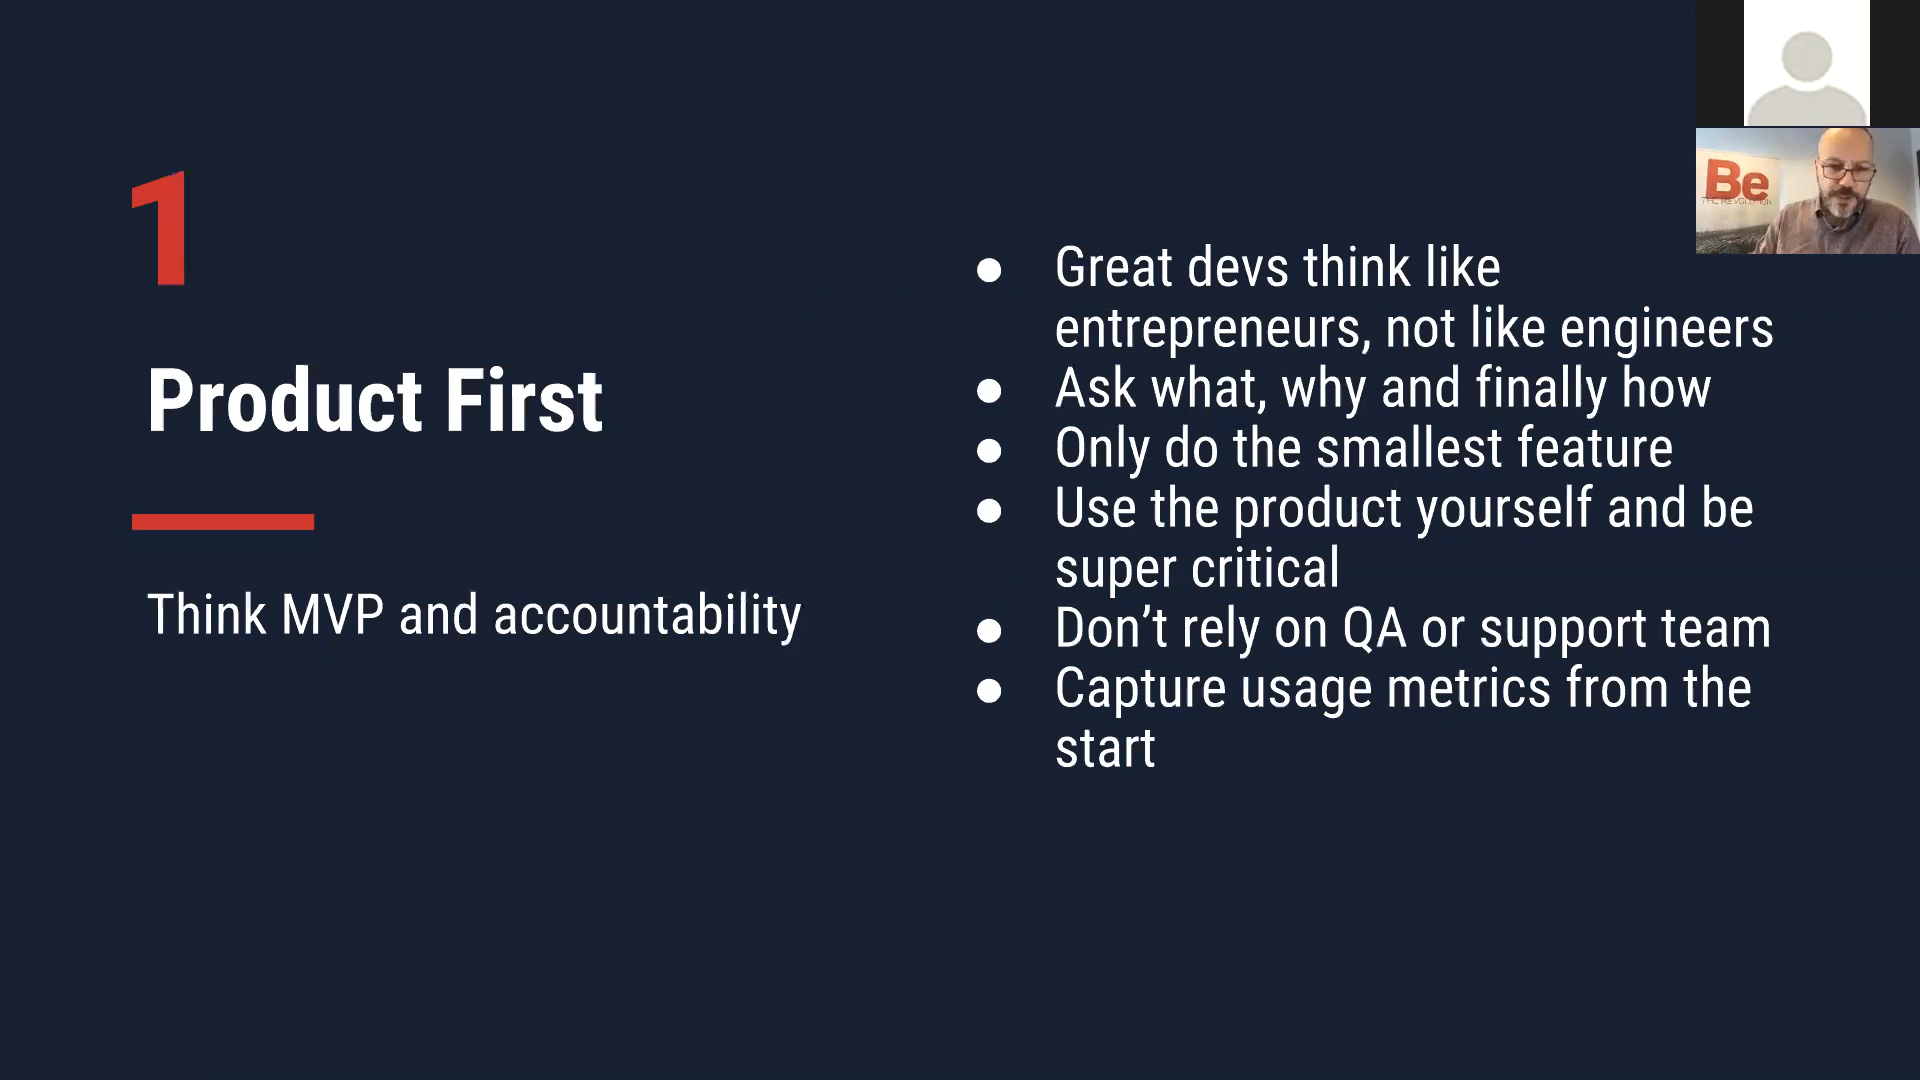 1
Product First
Think MVP and accountability
● Great devs think like
entrepreneurs, not like engineers
● Ask what, why and finally how
● Only do the smallest feature
● Use the product yourself and be
super critical
● Don’t rely on QA or support team
● Capture usage metrics from the
start
Be
THE REVOLUTION